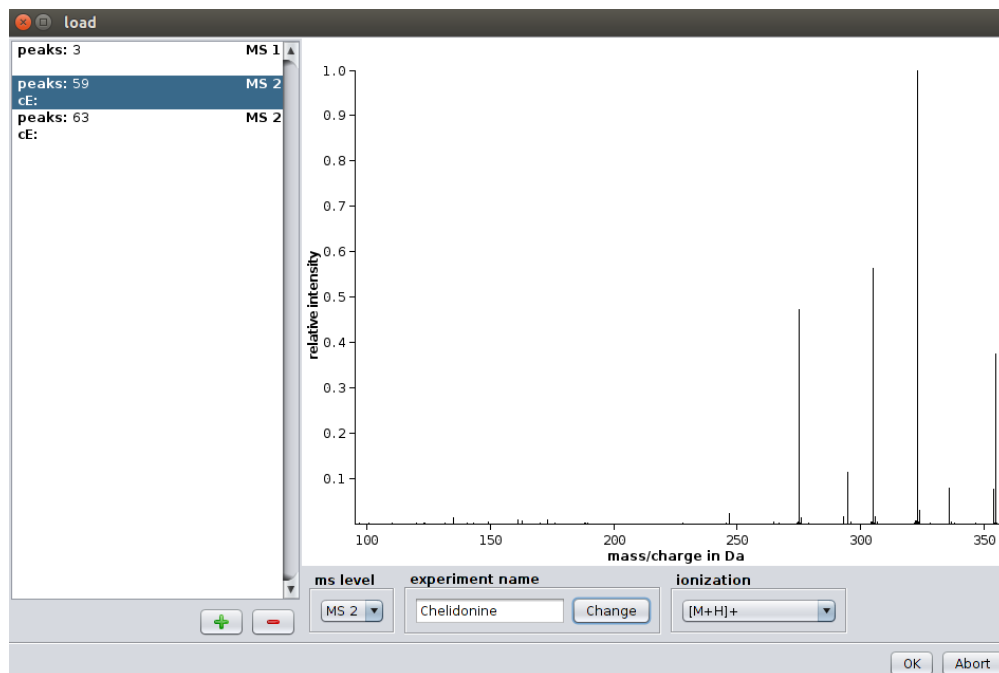 load
peaks: 3 MS 1
peaks: 59 MS 2
cE:
peaks: 63 MS 2
cE:
1.0
0.9
0.8
0.7
0.6
0.5
0.4
0.3
0.2
0.1
relative intensity
100 150 200 250 300 350
mass/charge in Da
ms level experiment name ionization
MS 2 Chelidonine Change [M+H]+
OK Abort